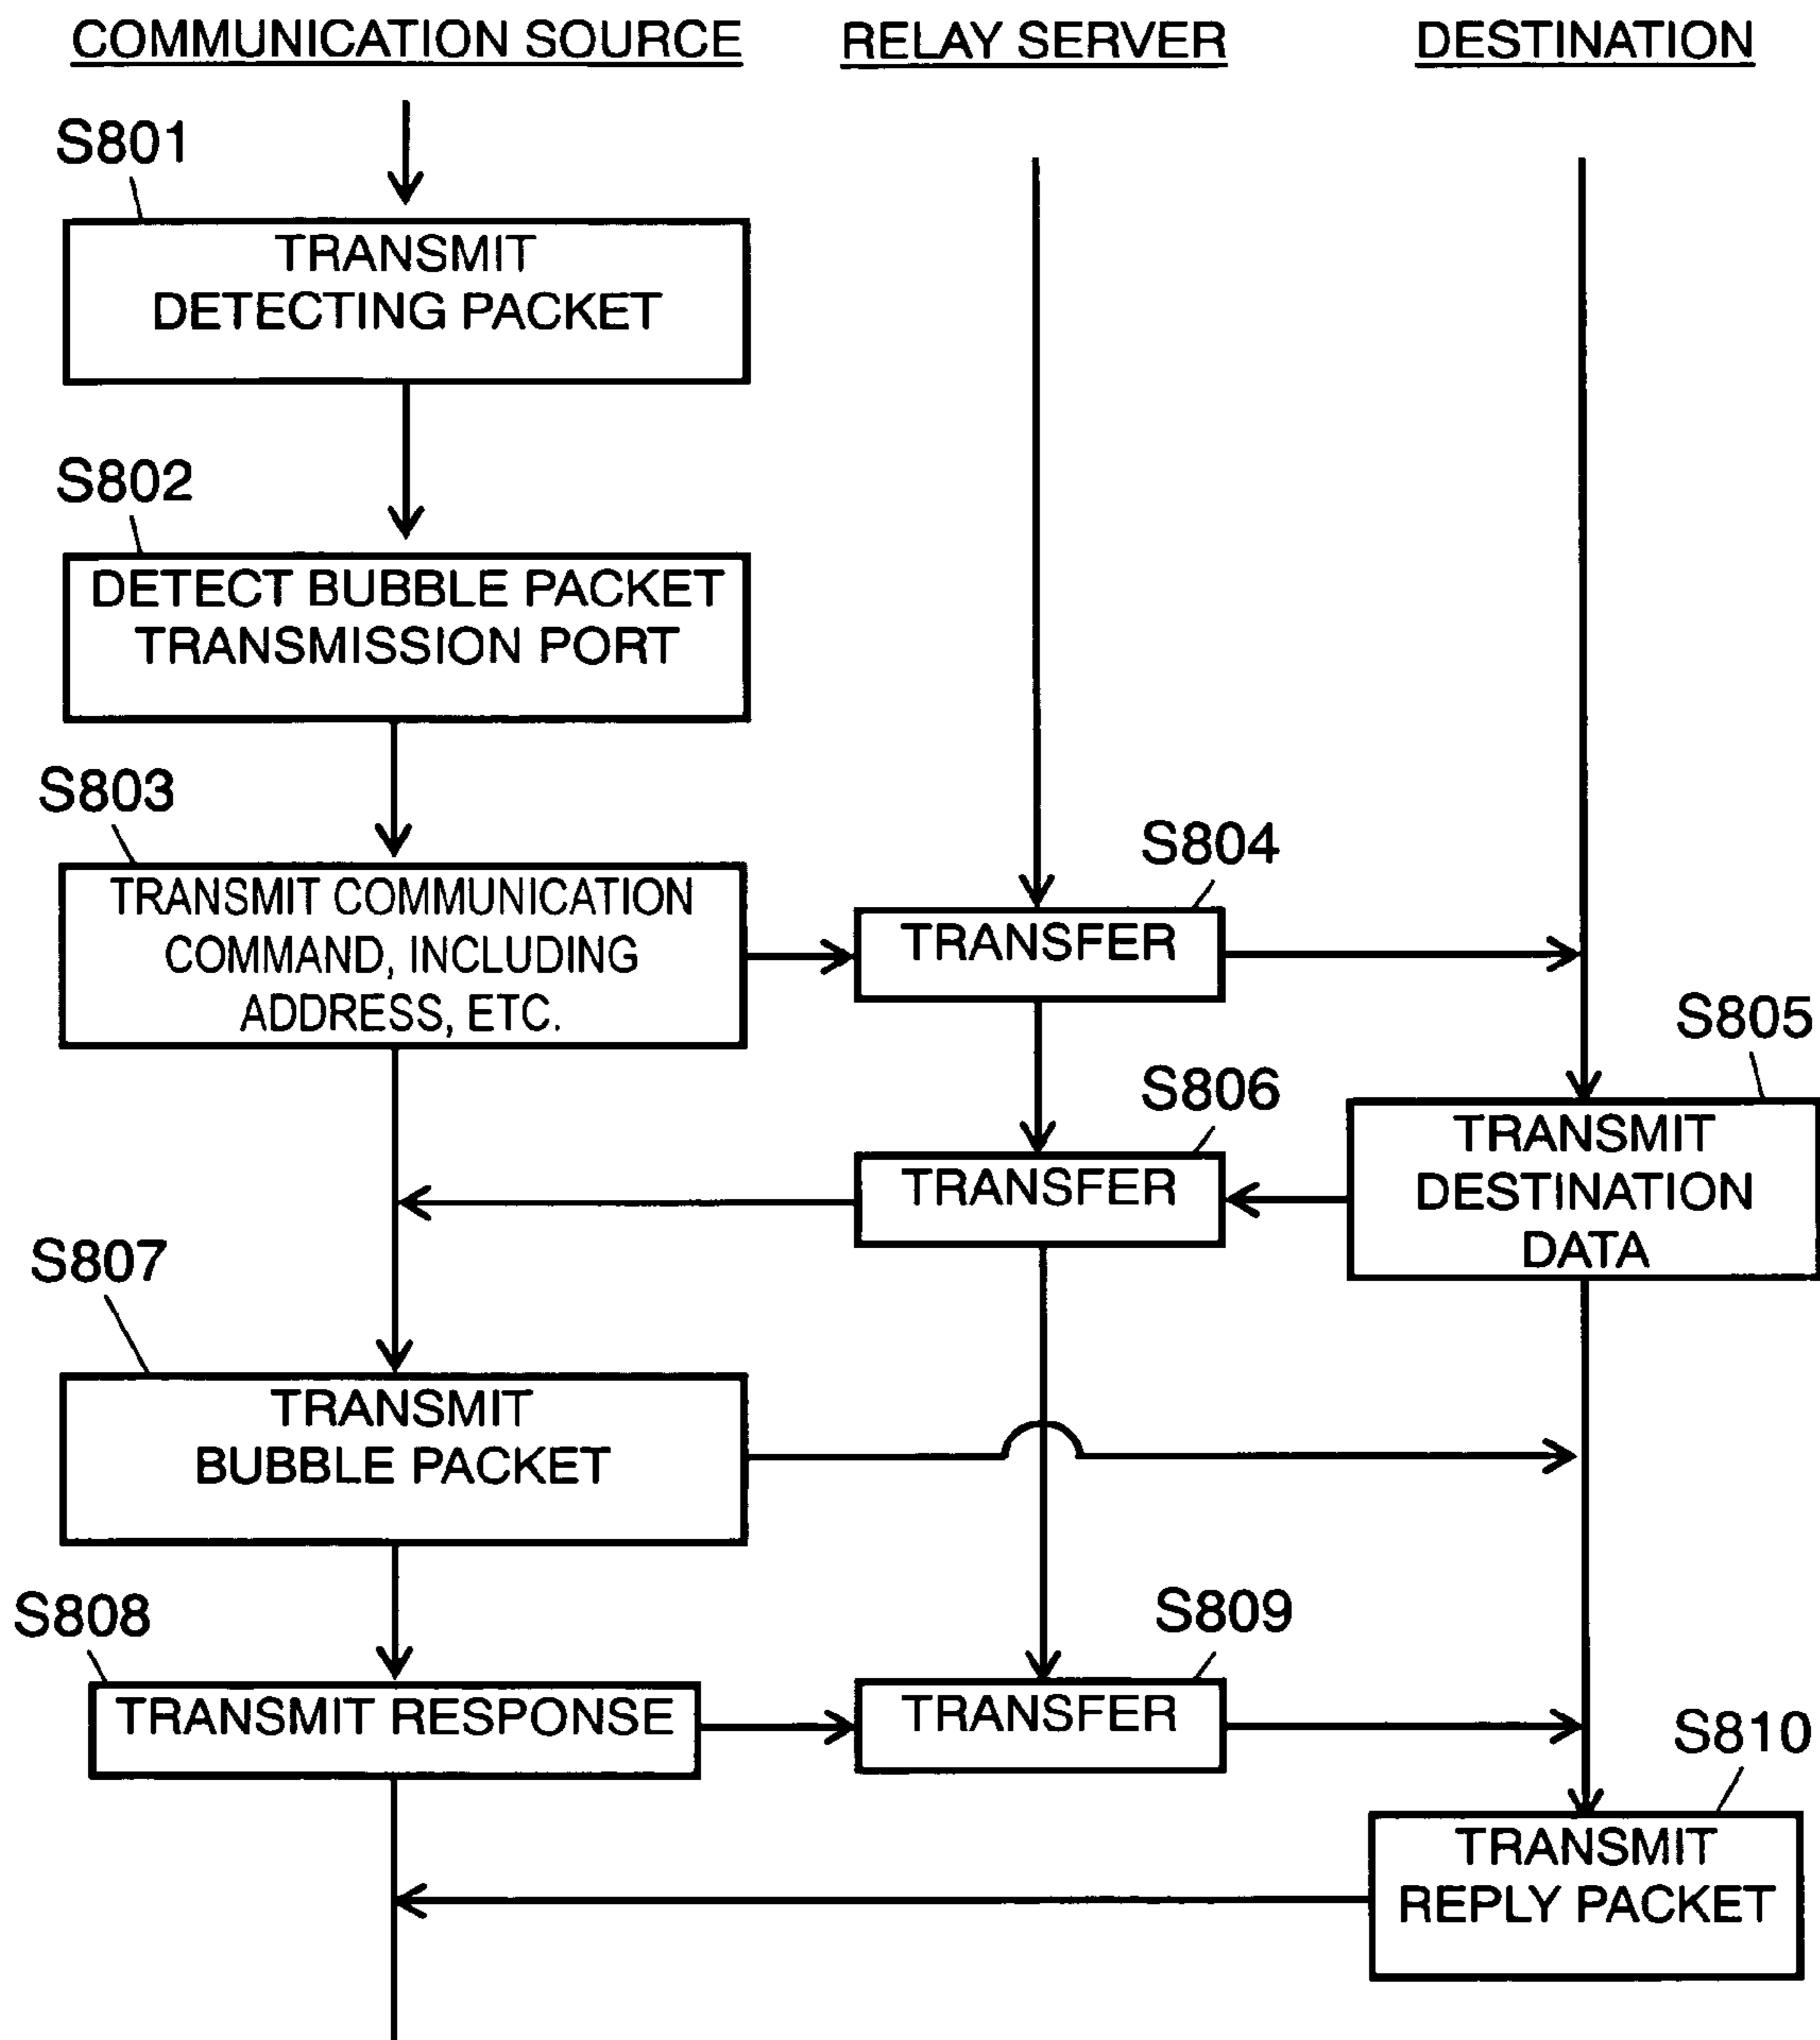 COMMUNICATION SOURCE
RELAY SERVER
DESTINATION
S801
TRANSMIT
DETECTING PACKET
S802
DETECT BUBBLE PACKET
TRANSMISSION PORT
S803
TRANSMIT COMMUNICATION
COMMAND, INCLUDING
ADDRESS, ETC.
S804
TRANSFER
S805
TRANSMIT
DESTINATION
DATA
S806
TRANSFER
S807
TRANSMIT
BUBBLE PACKET
S808
TRANSMIT RESPONSE
S809
TRANSFER
S810
TRANSMIT
REPLY PACKET